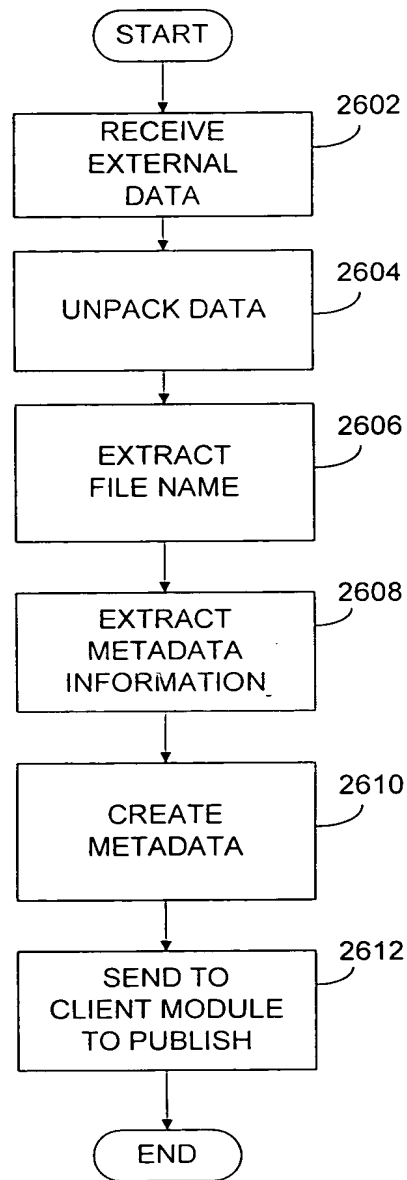 START
2602
RECEIVE
EXTERNAL
DATA
2604
UNPACK DATA
2606
EXTRACT
FILE NAME
2608
EXTRACT
METADATA
INFORMATION
2610
CREATE
METADATA
2612
SEND TO
CLIENT MODULE
TO PUBLISH
END